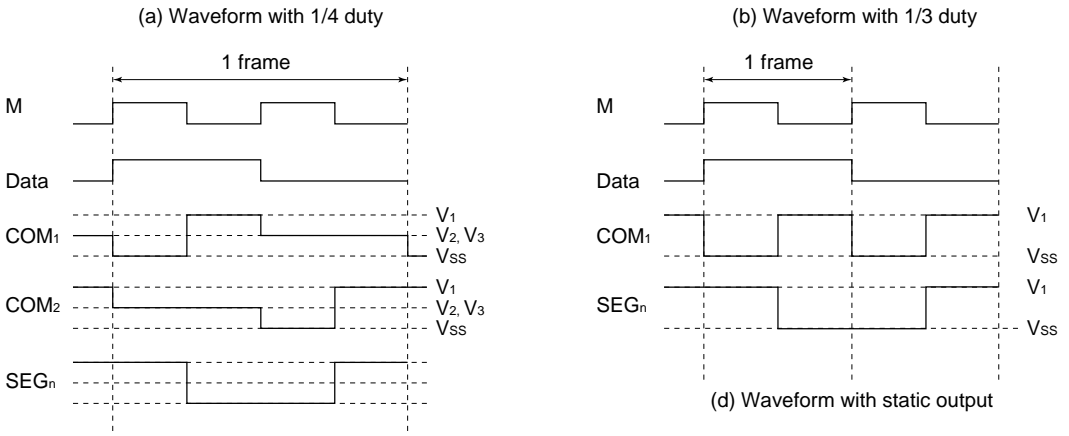 (a) Waveform with 1/4 duty
1 frame
M
Data
COM1
V1
V2, V3
VSS
COM2
V1
V2, V3
VSS
SEGn
(b) Waveform with 1/3 duty
1 frame
M
Data
COM1
V1
VSS
SEGn
V1
VSS
(d) Waveform with static output